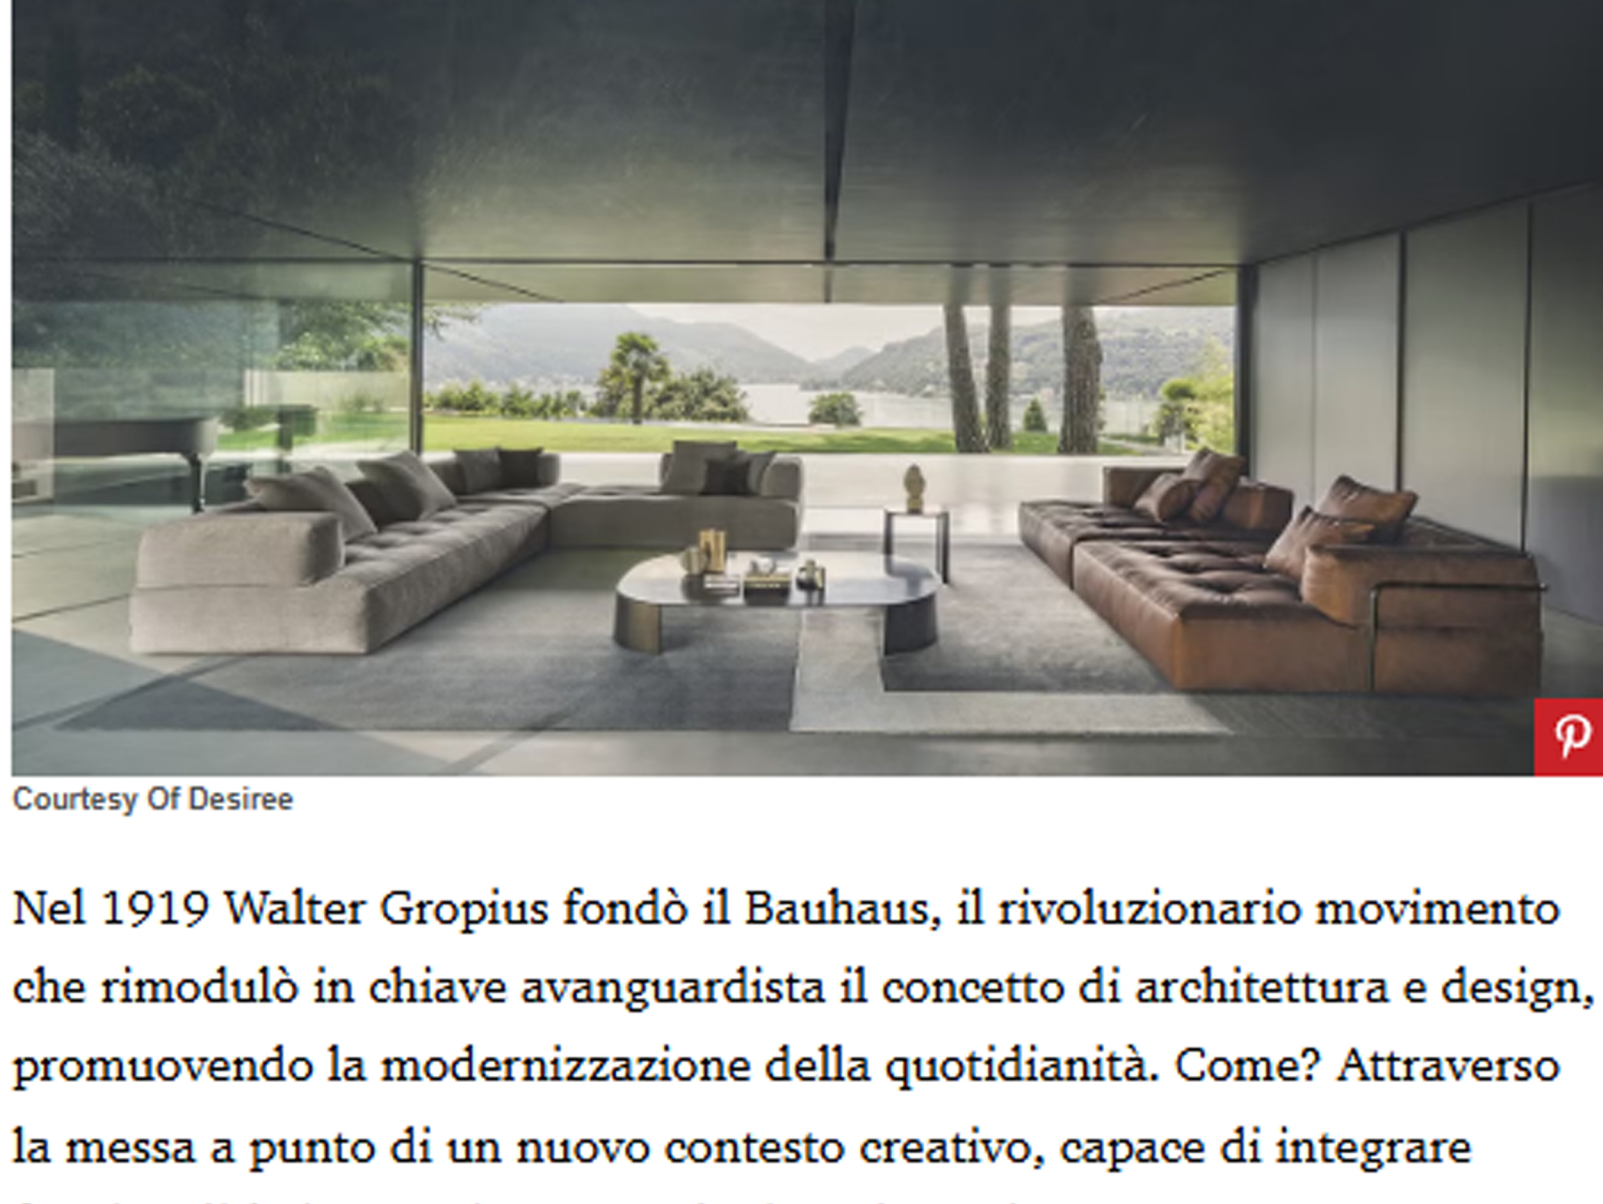 Courtesy Of Desiree
Nel 1919 Walter Gropius fondò il Bauhaus, il rivoluzionario movimento
che rimodulò in chiave avanguardista il concetto di architettura e design,
promuovendo la modernizzazione della quotidianità. Come? Attraverso
la messa a punto di un nuovo contesto creativo, capace di integrare